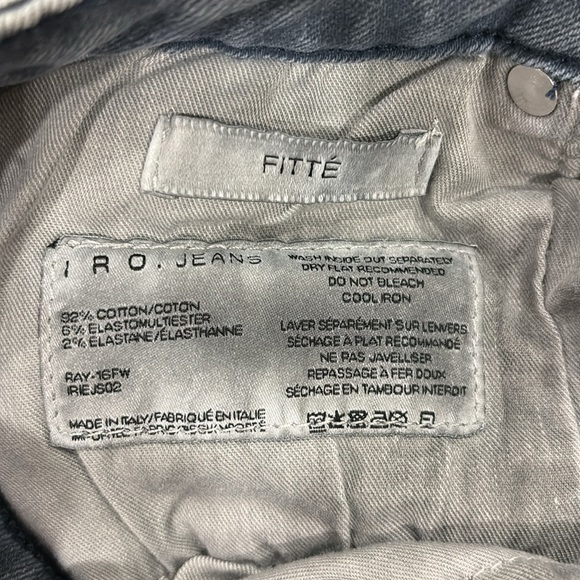 FITTÉ
IRO.JEANS
92% COTTON/COTON
6% ELASTOMULTIESTER
2% ELASTANE/ÉLASTHANNE
RAY-16FW
IRIEJS02
MADE IN ITALY/FABRIQUÉ EN ITALIE
WASH INSIDE OUT SEPARATELY
DRY FLAT RECOMMENDED
DO NOT BLEACH
COOL IRON
LAVER SÉPARÉMENT SUR L'ENVERS
SÉCHAGE À PLAT RECOMMANDÉ
NE PAS JAVELLISER
REPASSAGE À FER DOUX
SÉCHAGE EN TAMBOUR INTERDIT